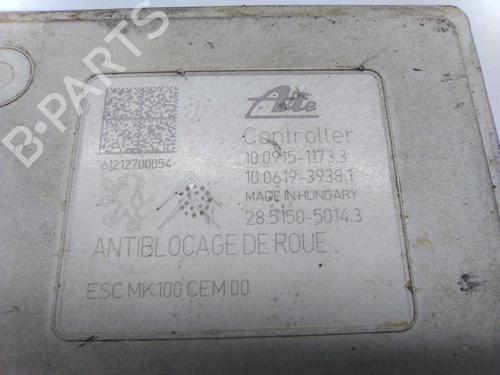 B-PARTS
Ate
61212700054
Controller
10.0915-1173.3
10.0619-3938.1
MADE IN HUNGARY
28.5150-5014.3
ANTIBLOCAGE DE ROUE
ESC MK100 CEM 00